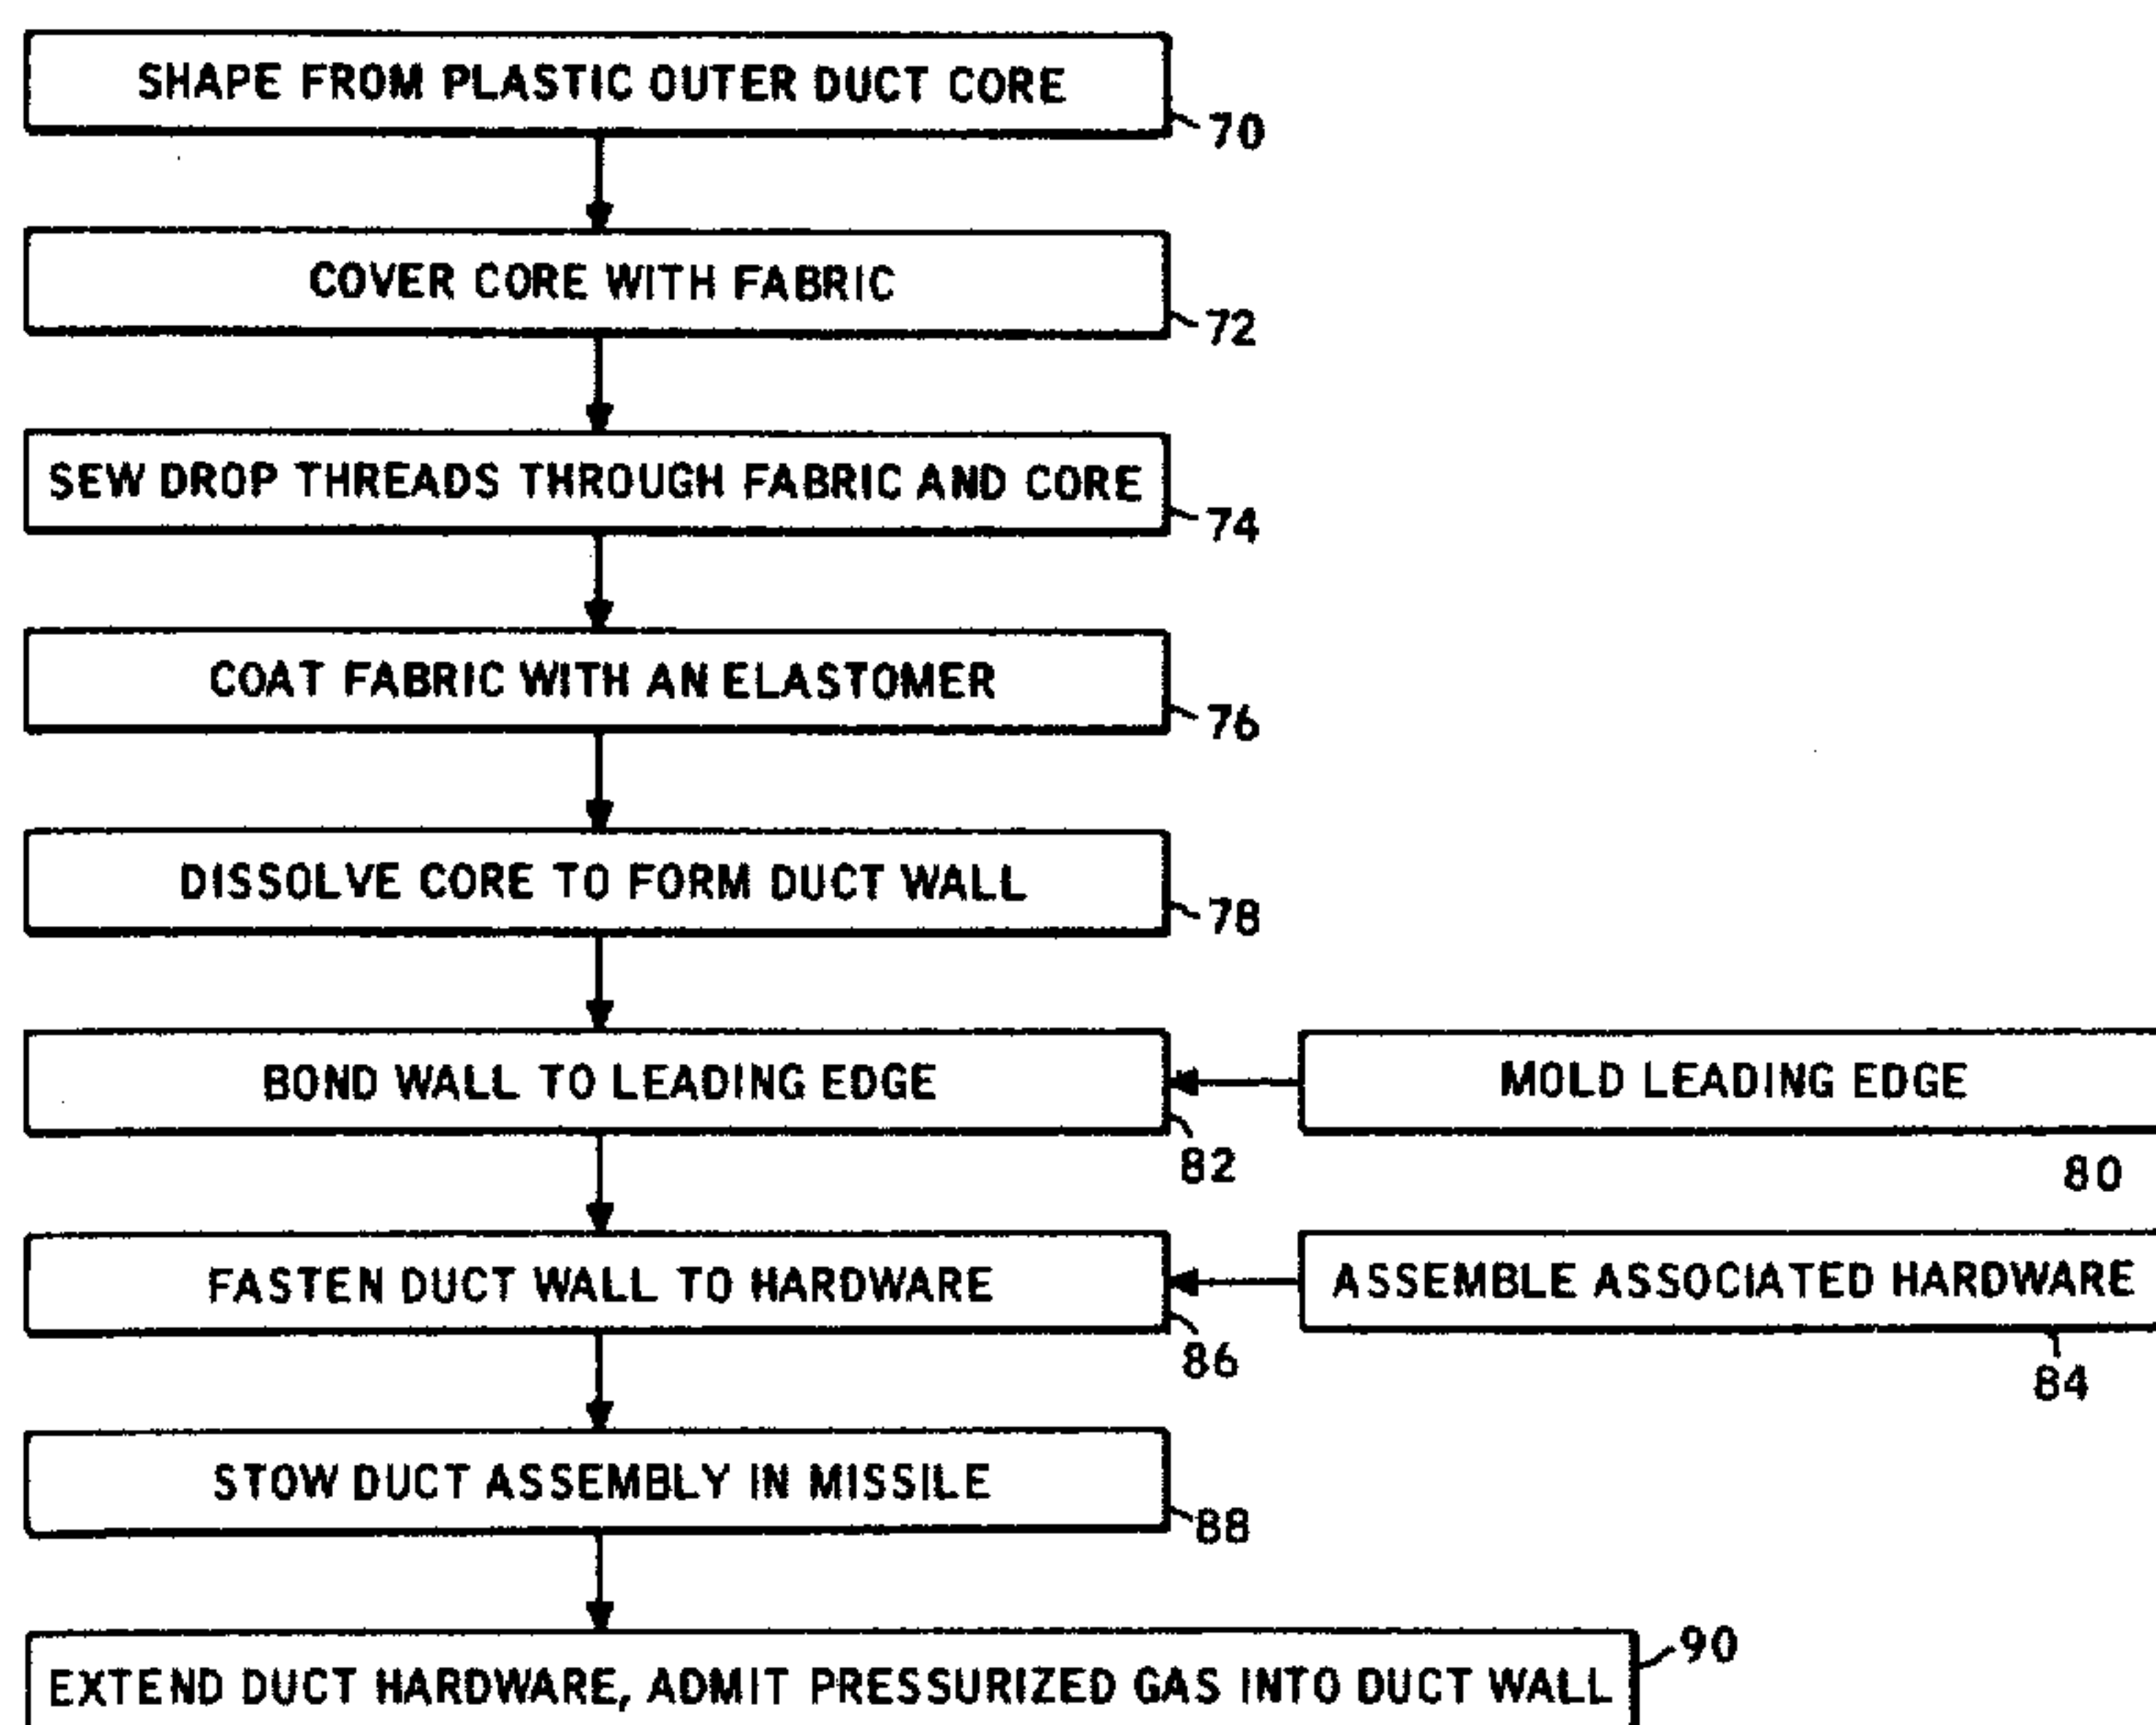 SHAPE FROM PLASTIC OUTER DUCT CORE
70
COVER CORE WITH FABRIC
72
SEW DROP THREADS THROUGH FABRIC AND CORE
74
COAT FABRIC WITH AN ELASTOMER
76
DISSOLVE CORE TO FORM DUCT WALL
78
BOND WALL TO LEADING EDGE
82
MOLD LEADING EDGE
80
FASTEN DUCT WALL TO HARDWARE
86
ASSEMBLE ASSOCIATED HARDWARE
84
STOW DUCT ASSEMBLY IN MISSILE
88
EXTEND DUCT HARDWARE, ADMIT PRESSURIZED GAS INTO DUCT WALL
90